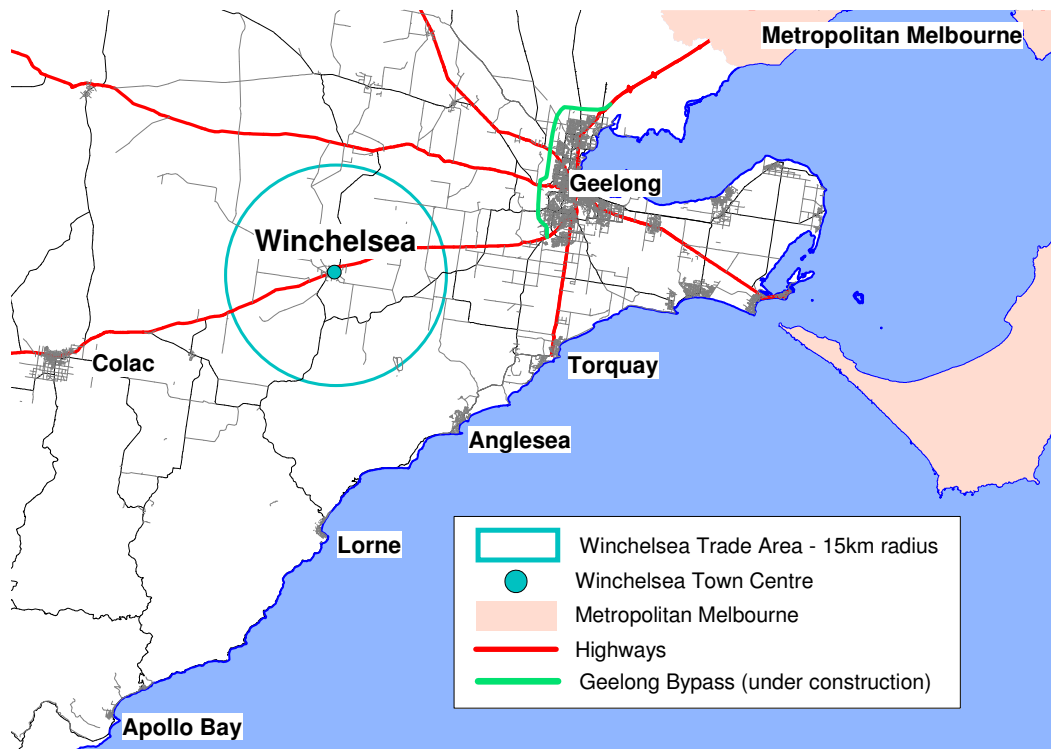 Metropolitan Melbourne
Geelong
Winchelsea
Colac
Torquay
Anglesea
Lorne
Apollo Bay
Winchelsea Trade Area - 15km radius
Winchelsea Town Centre
Metropolitan Melbourne
Highways
Geelong Bypass (under construction)